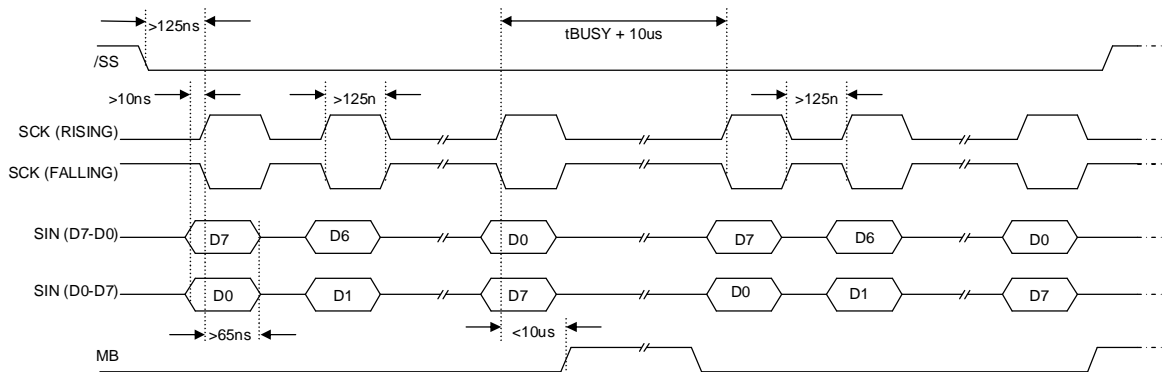 >125ns
tBUSY + 10us
/SS
>10ns
>125n
>125n
SCK (RISING)
SCK (FALLING)
SIN (D7-D0)
D7
D6
D0
D7
D6
D0
SIN (D0-D7)
D0
D1
D7
D0
D1
D7
>65ns
<10us
MB